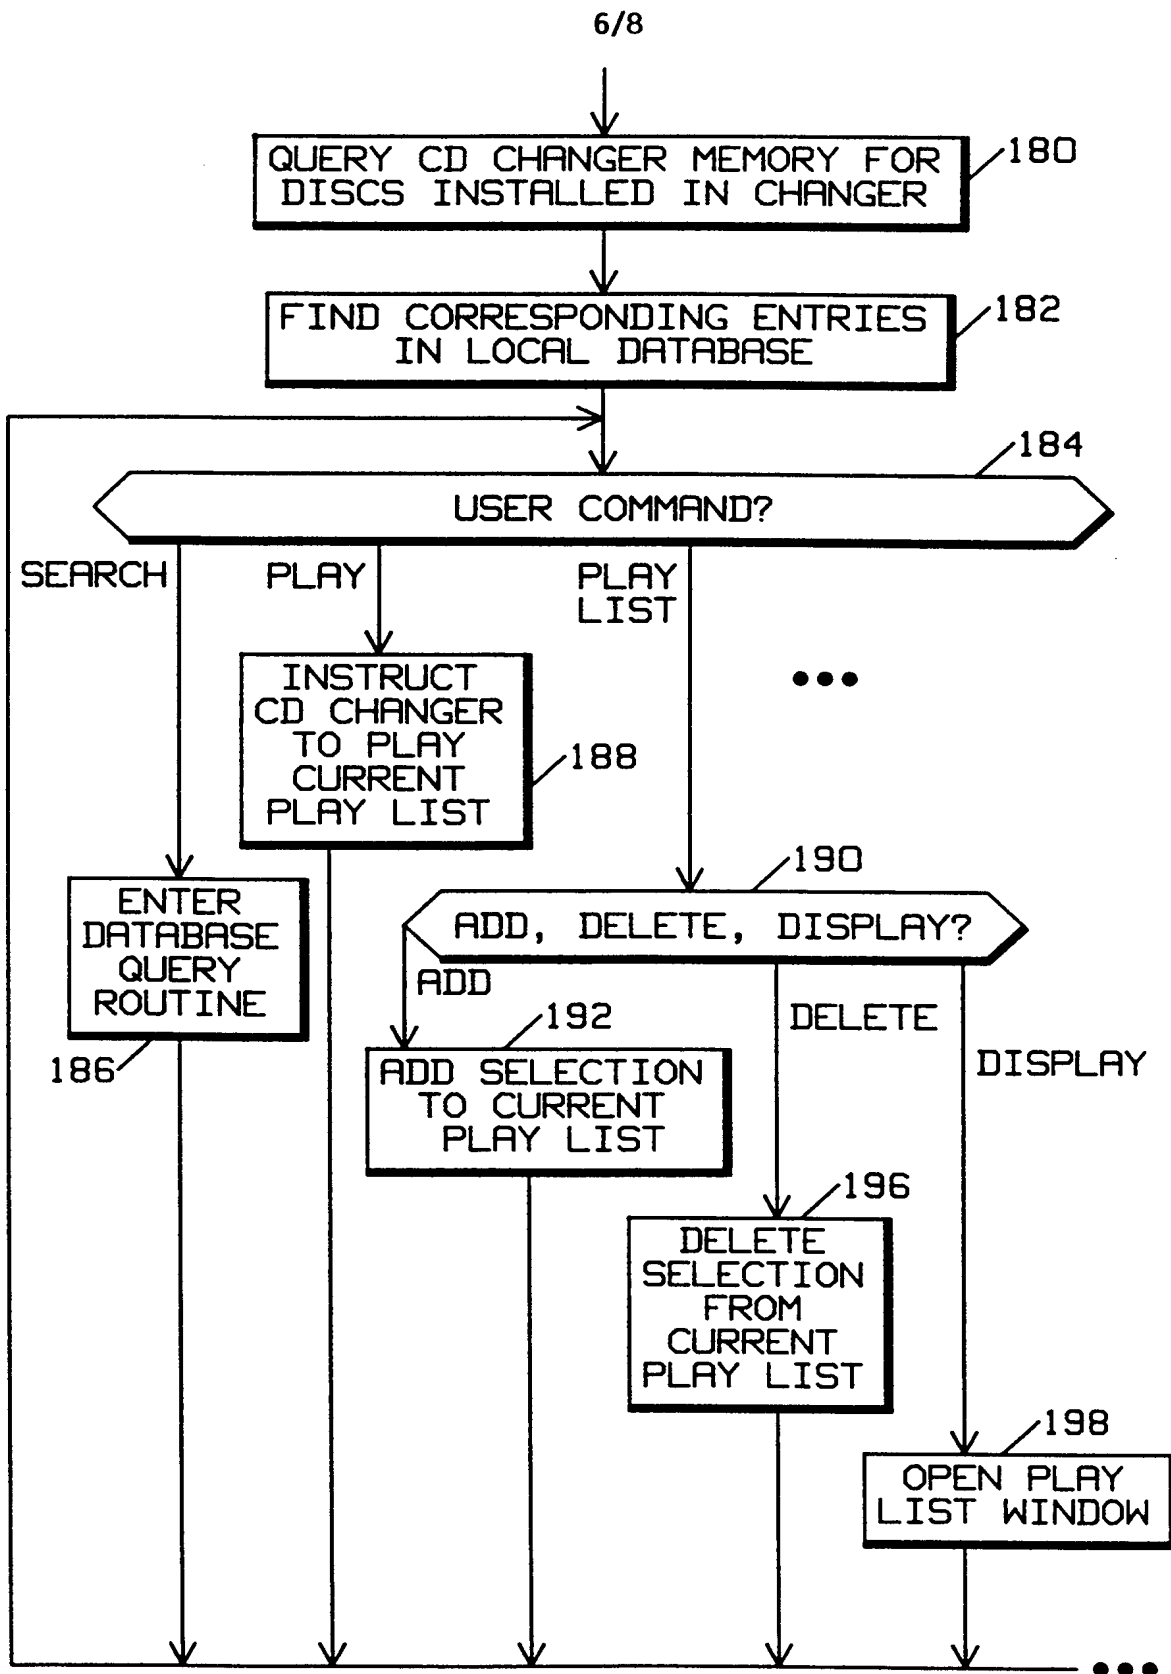 6/8
QUERY CD CHANGER MEMORY FOR
DISCS INSTALLED IN CHANGER
180
FIND CORRESPONDING ENTRIES
IN LOCAL DATABASE
182
184
USER COMMAND?
SEARCH
PLAY
PLAY
LIST
•••
INSTRUCT
CD CHANGER
TO PLAY
CURRENT
PLAY LIST
188
190
ADD, DELETE, DISPLAY?
ENTER
DATABASE
QUERY
ROUTINE
186
ADD
DELETE
DISPLAY
192
ADD SELECTION
TO CURRENT
PLAY LIST
196
DELETE
SELECTION
FROM
CURRENT
PLAY LIST
198
OPEN PLAY
LIST WINDOW
•••